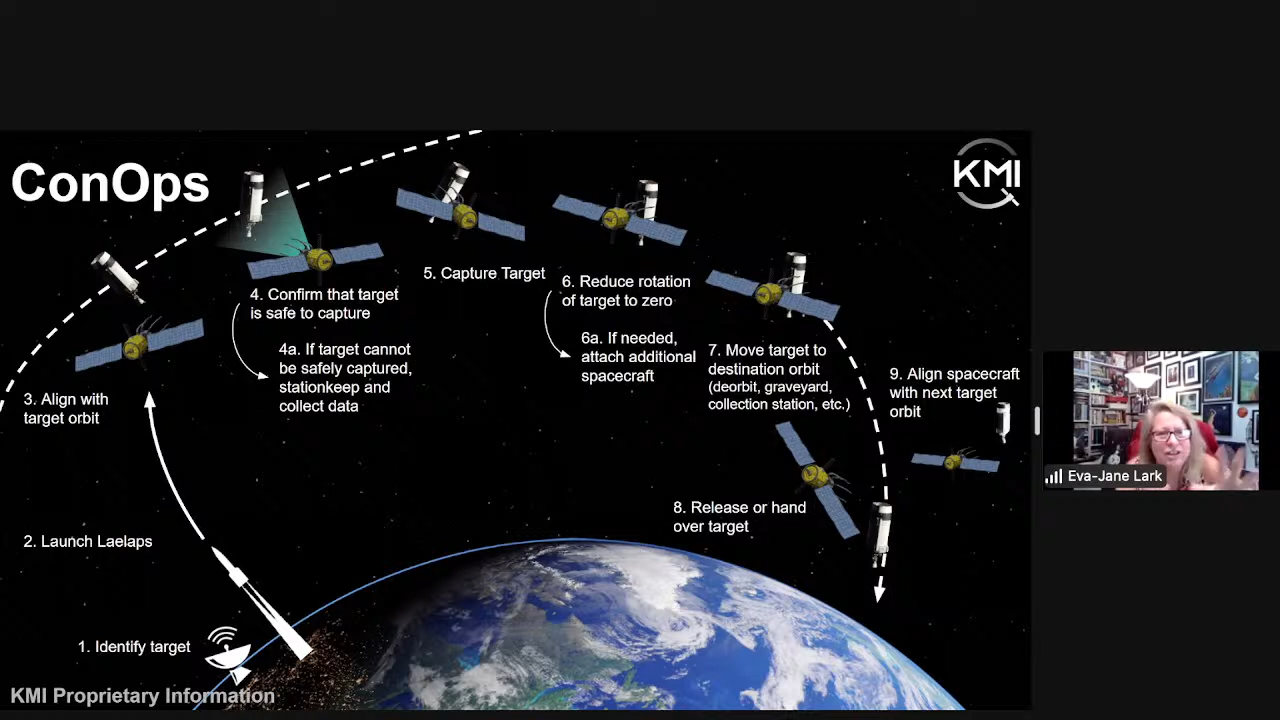 ConOps
KMI
1. Identify target
2. Launch Laelaps
3. Align with
target orbit
4. Confirm that target
is safe to capture
4a. If target cannot
be safely captured,
stationkeep and
collect data
5. Capture Target
6. Reduce rotation
of target to zero
6a. If needed,
attach additional
spacecraft
7. Move target to
destination orbit
(deorbit, graveyard,
collection station, etc.)
8. Release or hand
over target
9. Align spacecraft
with next target
orbit
KMI Proprietary Information
Eva-Jane Lark